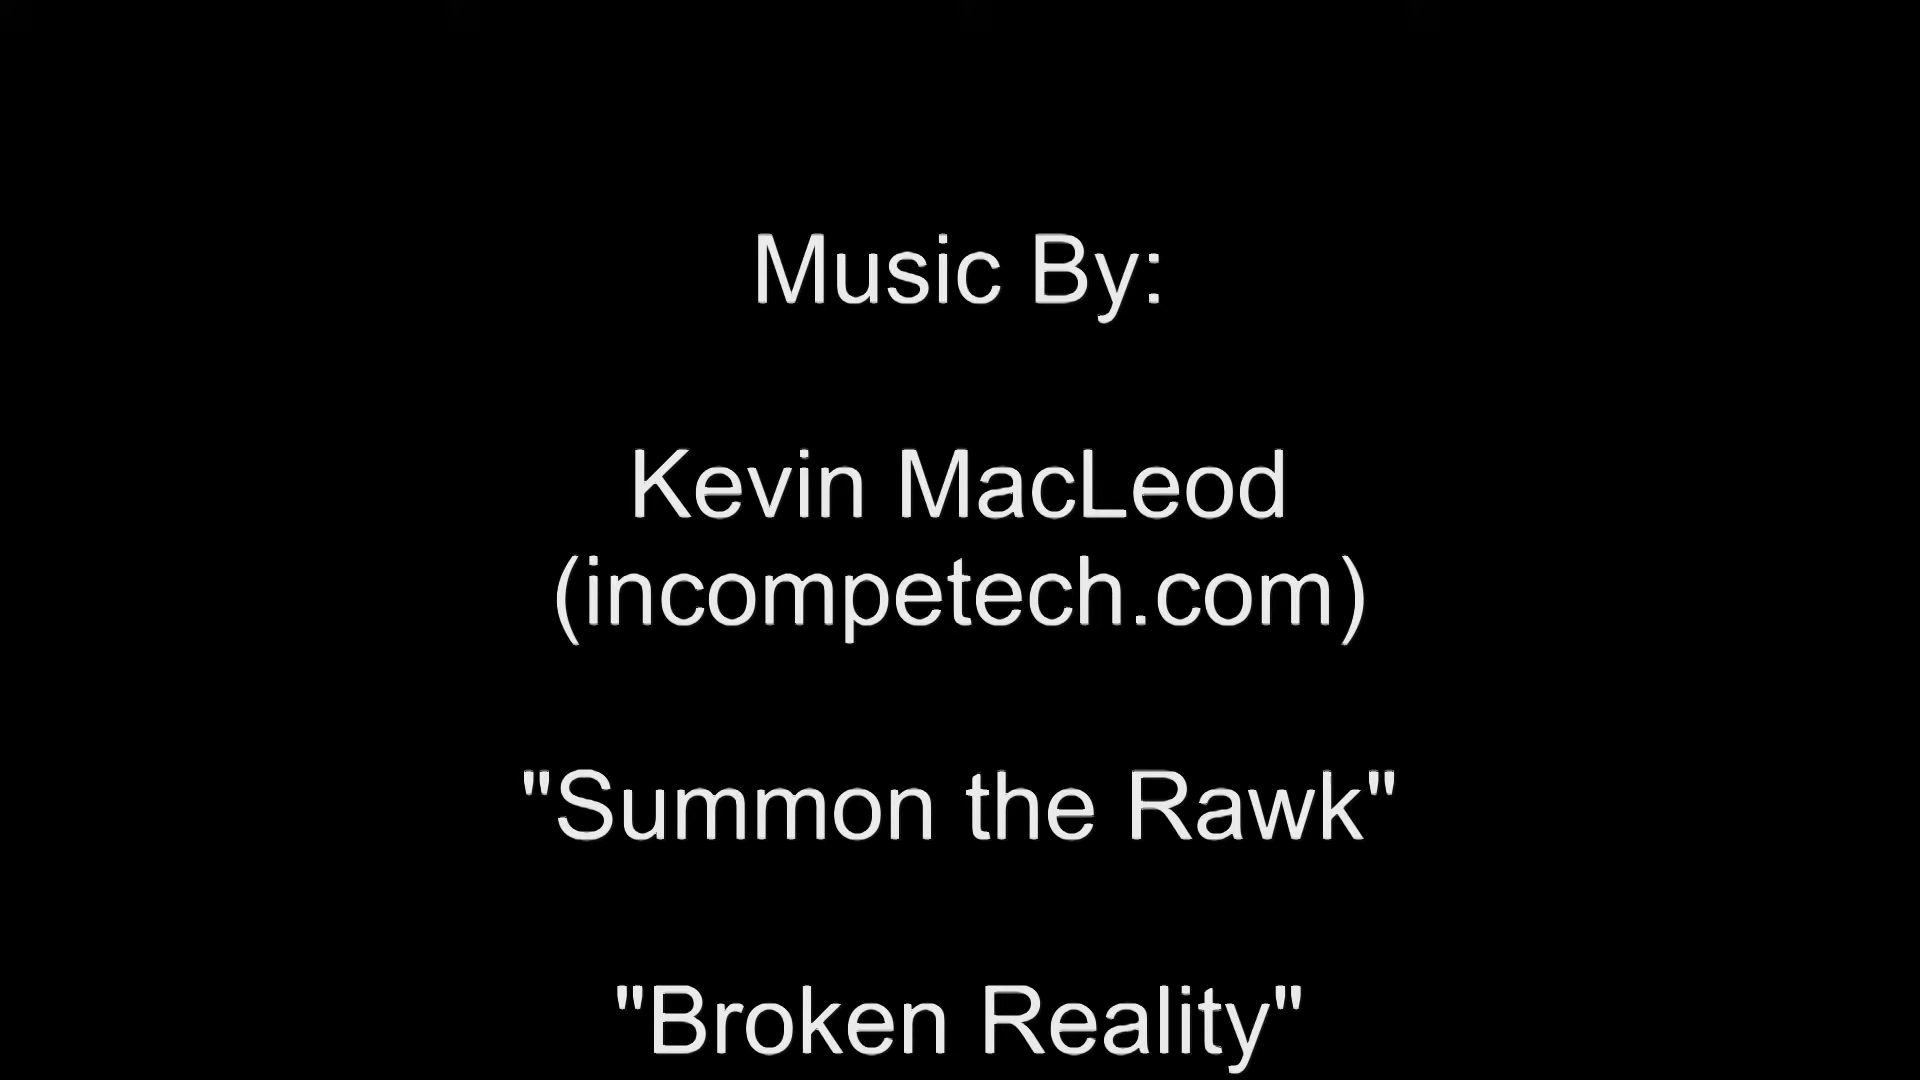 Music By:
Kevin MacLeod
(incompetech.com)
"Summon the Rawk"
"Broken Reality"